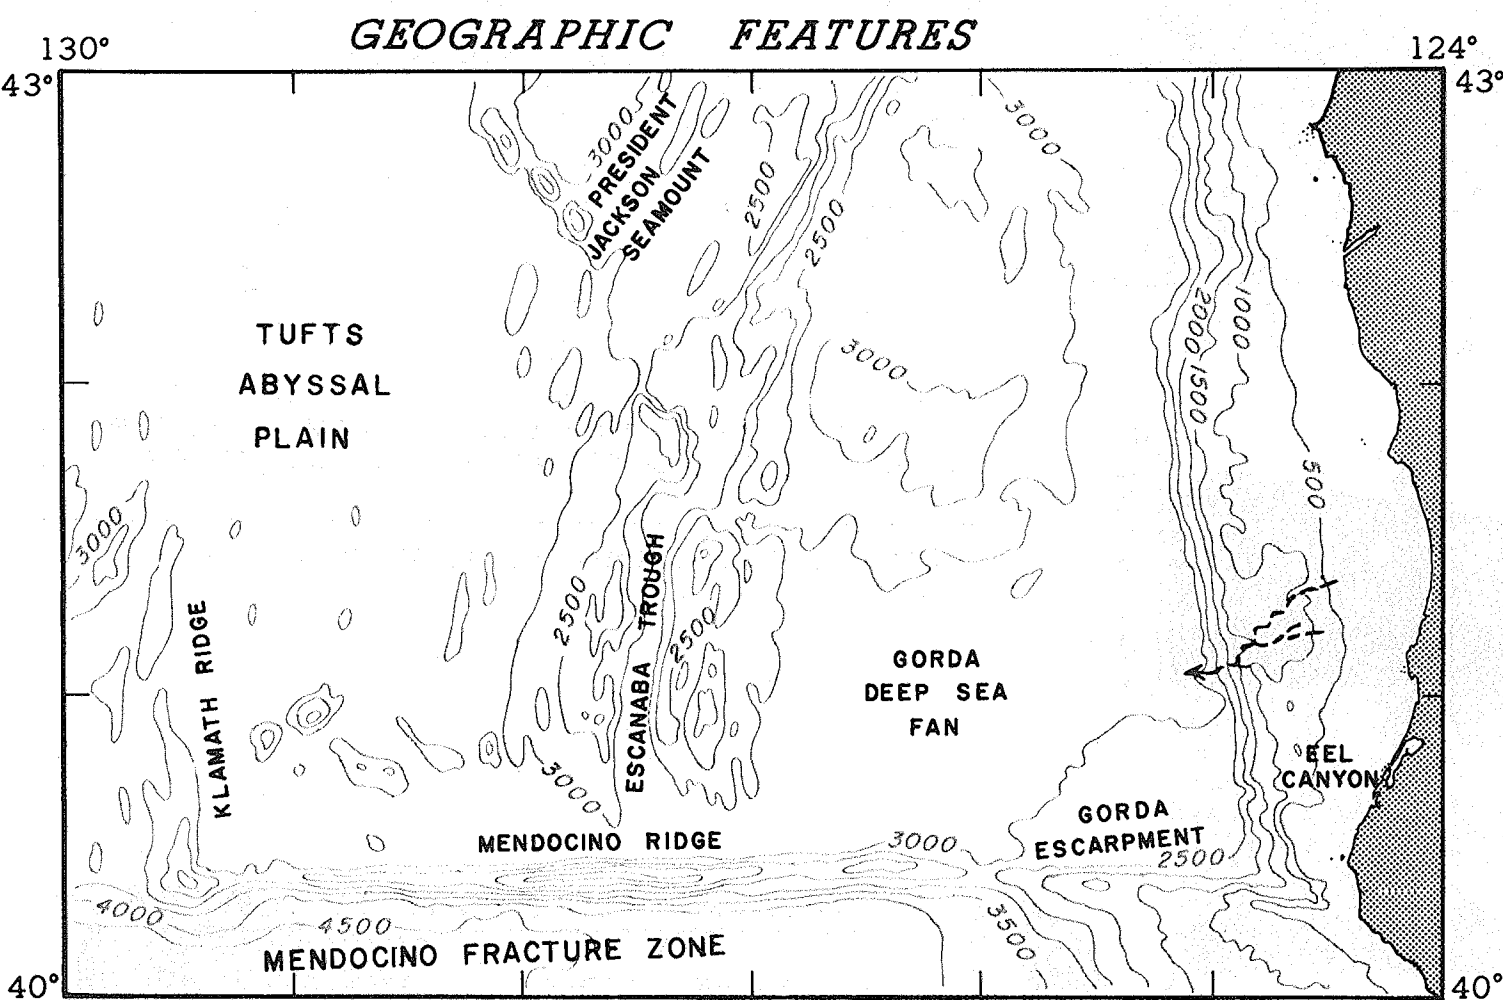 GEOGRAPHIC FEATURES
130° 124°
43° 43°
3000
PRESIDENT
JACKSON
SEAMOUNT
2500
2500
3000
TUFTS
ABYSSAL
PLAIN
3000
2000
1000
1500
500
3000
KLAMATH RIDGE
2500
ESCANABA TROUGH
2500
GORDA
DEEP SEA
FAN
3000
EEL
CANYON
GORDA
ESCARPMENT
2500
MENDOCINO RIDGE
3000
4000
4500
3500
MENDOCINO FRACTURE ZONE
40° 40°